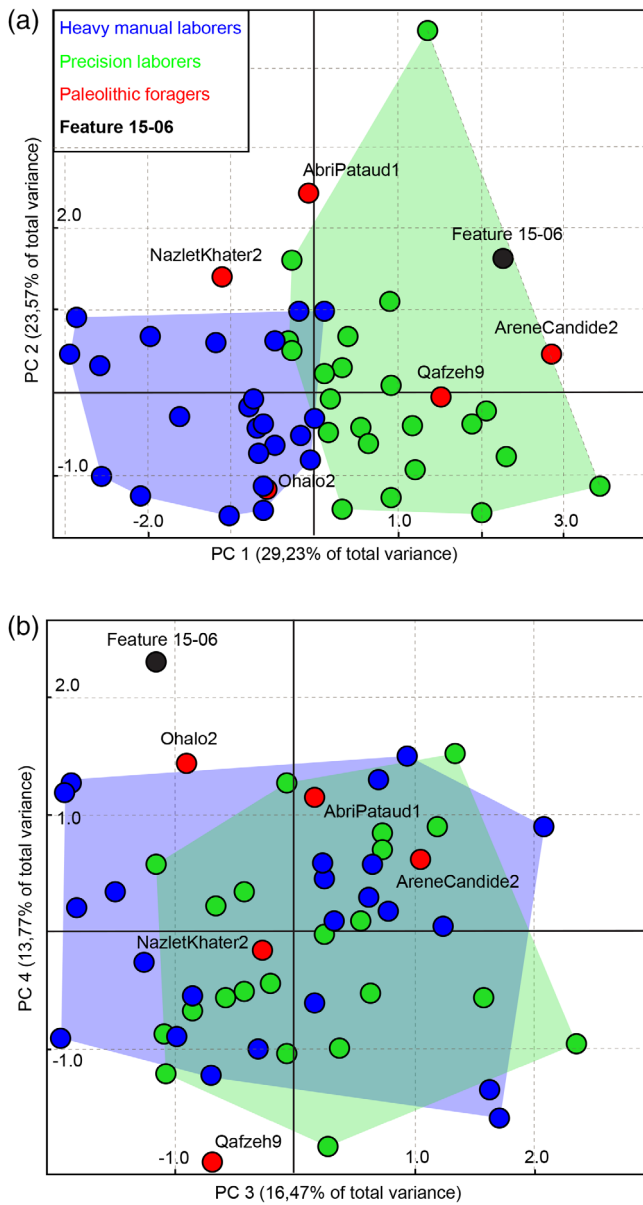 (a)
Heavy manual laborers
Precision laborers
Paleolithic foragers
Feature 15-06
AbriPataud1
2.0
Feature 15-06
NazletKhater2
AreneCandide2
Qafzeh9
PC 2 (23,57% of total variance)
-1.0
Ohalo2
-2.0
1.0
3.0
PC 1 (29,23% of total variance)
(b)
Feature 15-06
2.0
Ohalo2
1.0
AbriPataud1
AreneCandide2
NazletKhater2
PC 4 (13,77% of total variance)
-1.0
Qafzeh9
-1.0
1.0
2.0
PC 3 (16,47% of total variance)